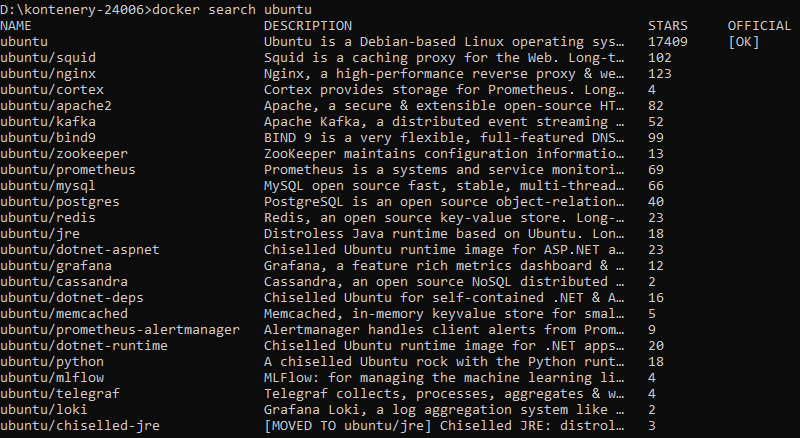 D:\kontenery-24006>docker search ubuntu
NAME DESCRIPTION STARS OFFICIAL
ubuntu Ubuntu is a Debian-based Linux operating sys… 17409 [OK]
ubuntu/squid Squid is a caching proxy for the Web. Long-t… 102
ubuntu/nginx Nginx, a high-performance reverse proxy & we… 123
ubuntu/cortex Cortex provides storage for Prometheus. Long… 4
ubuntu/apache2 Apache, a secure & extensible open-source HT… 82
ubuntu/kafka Apache Kafka, a distributed event streaming … 52
ubuntu/bind9 BIND 9 is a very flexible, full-featured DNS… 99
ubuntu/zookeeper ZooKeeper maintains configuration informatio… 13
ubuntu/prometheus Prometheus is a systems and service monitori… 69
ubuntu/mysql MySQL open source fast, stable, multi-thread… 66
ubuntu/postgres PostgreSQL is an open source object-relation… 40
ubuntu/redis Redis, an open source key-value store. Long-… 23
ubuntu/jre Distroless Java runtime based on Ubuntu. Lon… 18
ubuntu/dotnet-aspnet Chiselled Ubuntu runtime image for ASP.NET a… 23
ubuntu/grafana Grafana, a feature rich metrics dashboard & … 12
ubuntu/cassandra Cassandra, an open source NoSQL distributed … 2
ubuntu/dotnet-deps Chiselled Ubuntu for self-contained .NET & A… 16
ubuntu/memcached Memcached, in-memory keyvalue store for smal… 5
ubuntu/prometheus-alertmanager Alertmanager handles client alerts from Prom… 9
ubuntu/dotnet-runtime Chiselled Ubuntu runtime image for .NET apps… 20
ubuntu/python A chiselled Ubuntu rock with the Python runt… 18
ubuntu/mlflow MLFlow: for managing the machine learning li… 4
ubuntu/telegraf Telegraf collects, processes, aggregates & w… 4
ubuntu/loki Grafana Loki, a log aggregation system like … 2
ubuntu/chiselled-jre [MOVED TO ubuntu/jre] Chiselled JRE: distrol… 3